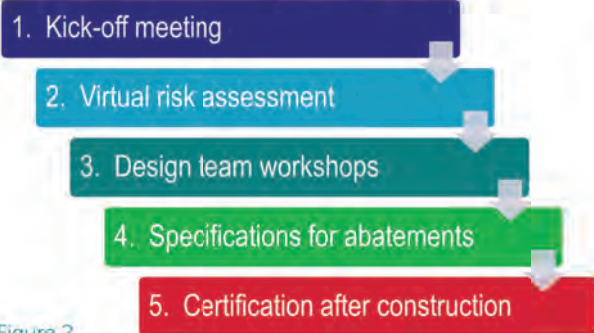 1. Kick-off meeting
2. Virtual risk assessment
3. Design team workshops
4. Specifications for abatements
5. Certification after construction